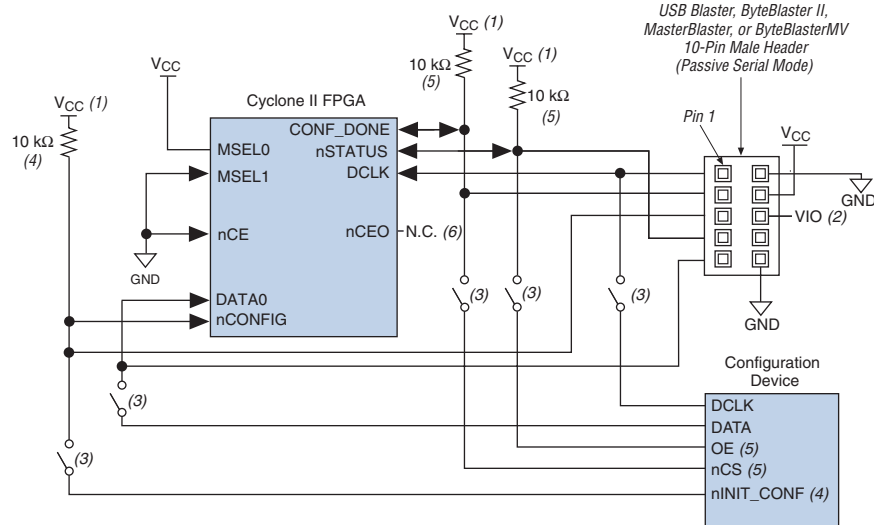 USB Blaster, ByteBlaster II,
MasterBlaster, or ByteBlasterMV
10-Pin Male Header
(Passive Serial Mode)
VCC (1)
10 kΩ
(5)
VCC (1)
10 kΩ
(5)
VCC
VCC (1)
10 kΩ
(4)
Cyclone II FPGA
MSEL0
MSEL1
nCE
DATA0
nCONFIG
CONF_DONE
nSTATUS
DCLK
nCEO
N.C. (6)
GND
Pin 1
VCC
GND
VIO (2)
GND
(3)
(3)
(3)
(3)
(3)
Configuration
Device
DCLK
DATA
OE (5)
nCS (5)
nINIT_CONF (4)